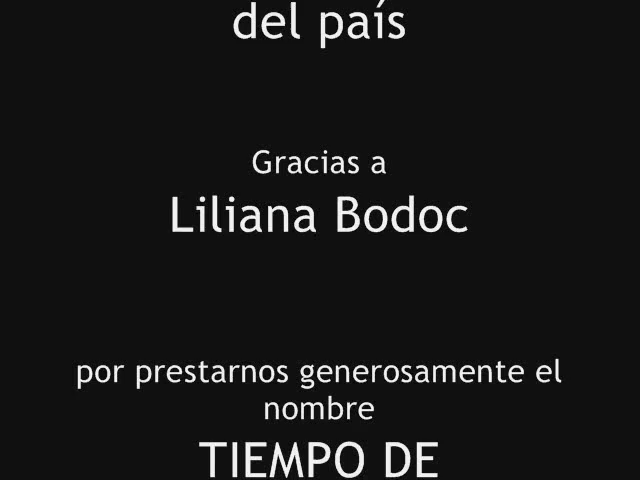 del país
Gracias a
Liliana Bodoc
por prestarnos generosamente el
nombre
TIEMPO DE